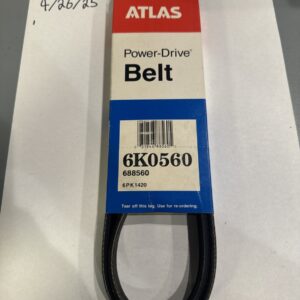 4/26/25
ATLAS
Power-Drive®
Belt
6K0560
688560
6PK1420
Tear off this tag. Use for re-ordering.